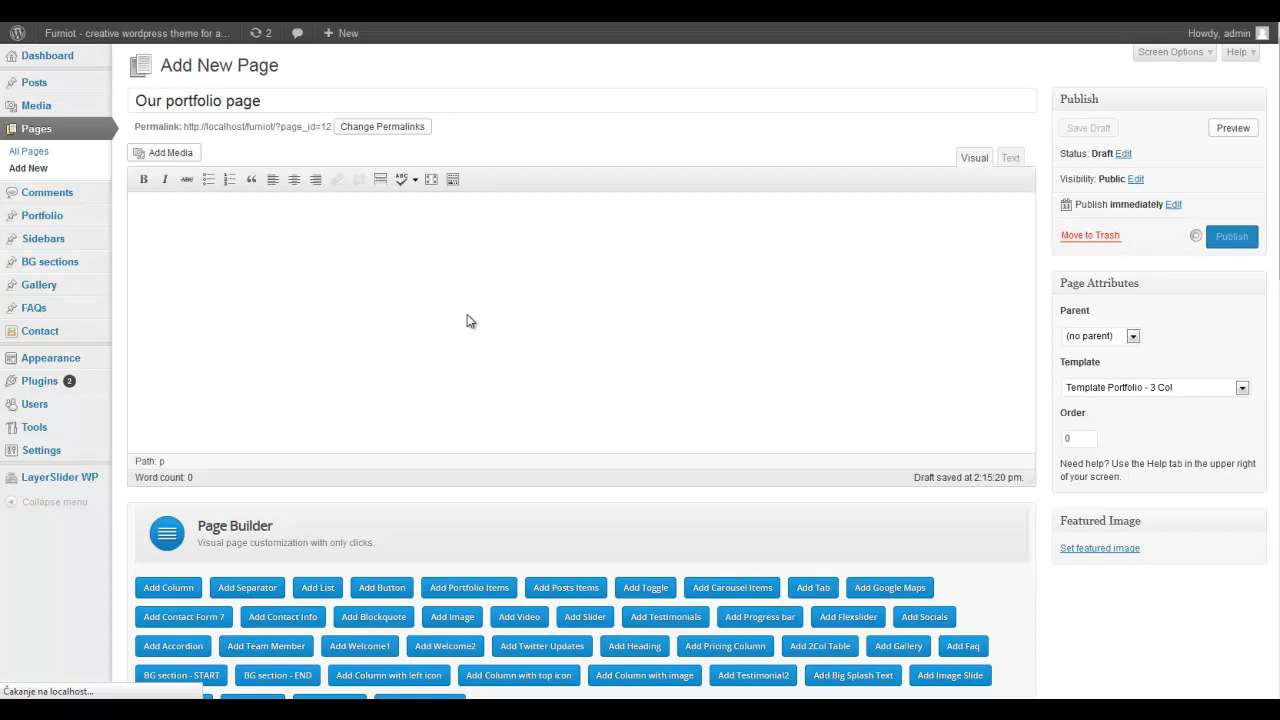 Furniot - creative wordpress theme for a... 2 + New Howdy, admin
Screen Options Help
Dashboard
Posts
Media
Pages
All Pages
Add New
Comments
Portfolio
Sidebars
BG sections
Gallery
FAQs
Contact
Appearance
Plugins 2
Users
Tools
Settings
LayerSlider WP
Collapse menu
Add New Page
Our portfolio page
Permalink: http://localhost/furniot/?page_id=12 Change Permalinks
Add Media
Visual Text
B I ABC ABC
Path: p
Word count: 0 Draft saved at 2:15:20 pm.
Page Builder
Visual page customization with only clicks.
Add Column Add Separator Add List Add Button Add Portfolio Items Add Posts Items Add Toggle Add Carousel Items Add Tab Add Google Maps
Add Contact Form 7 Add Contact Info Add Blockquote Add Image Add Video Add Slider Add Testimonials Add Progress bar Add Flexslider Add Socials
Add Accordion Add Team Member Add Welcome1 Add Welcome2 Add Twitter Updates Add Heading Add Pricing Column Add 2Col Table Add Gallery Add Faq
BG section - START BG section - END Add Column with left icon Add Column with top icon Add Column with image Add Testimonial2 Add Big Splash Text Add Image Slide
Publish
Save Draft Preview
Status: Draft Edit
Visibility: Public Edit
Publish immediately Edit
Move to Trash Publish
Page Attributes
Parent
(no parent)
Template
Template Portfolio - 3 Col
Order
0
Need help? Use the Help tab in the upper right
of your screen.
Featured Image
Set featured image
Čakanje na localhost...